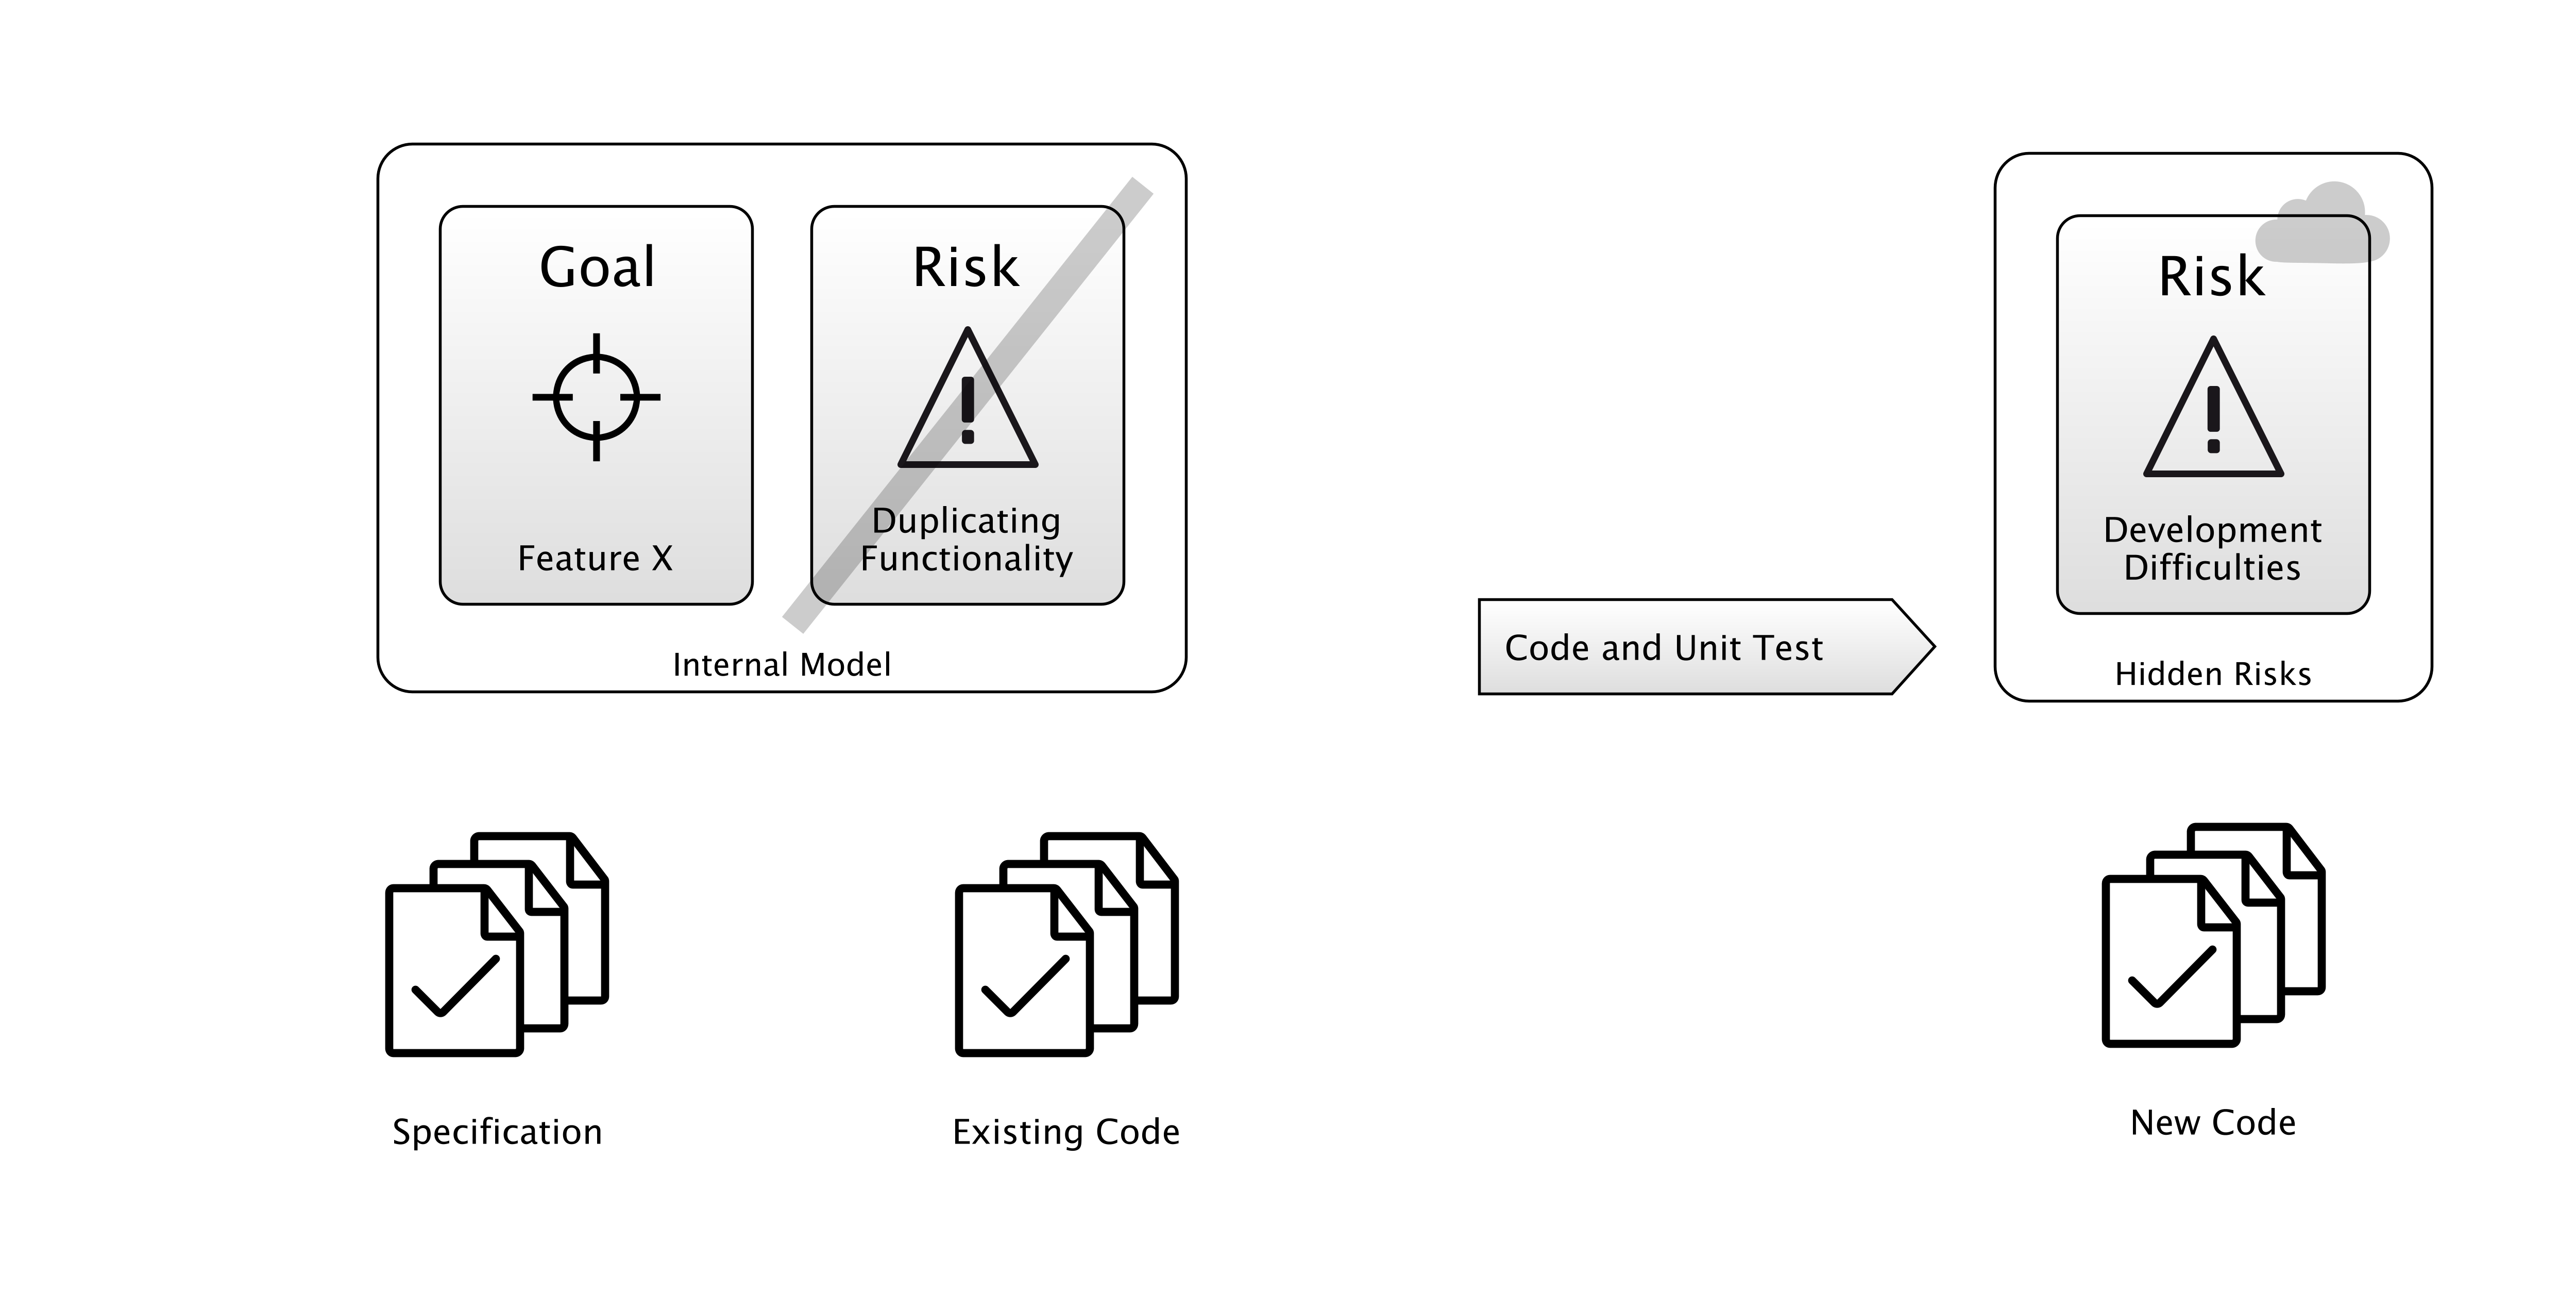 Goal
Feature X
Risk
Duplicating
Functionality
Internal Model
Code and Unit Test
Risk
Development
Difficulties
Hidden Risks
Specification
Existing Code
New Code